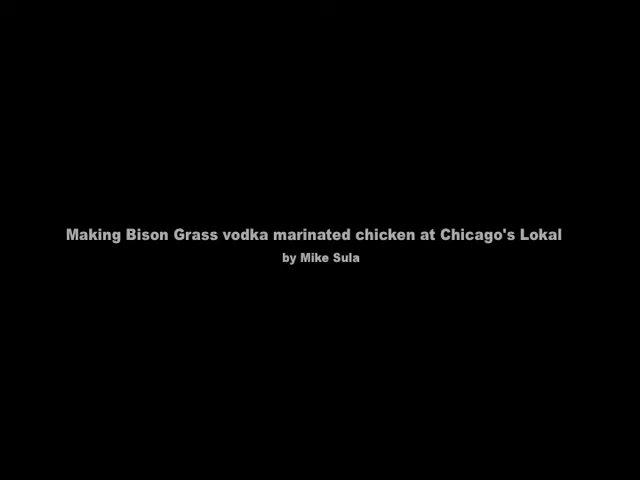 Making Bison Grass vodka marinated chicken at Chicago's Lokal
by Mike Sula